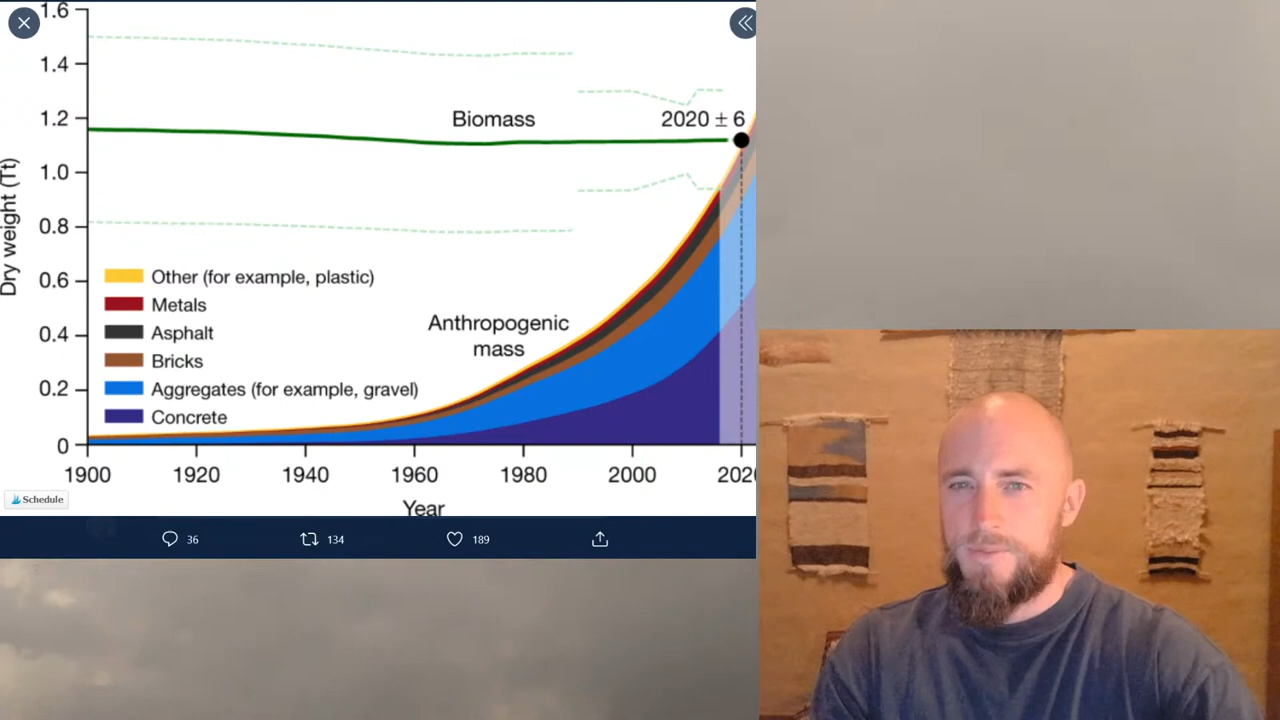 1.6
1.4
1.2
1.0
0.8
0.6
0.4
0.2
0
Dry weight (Tt)
Biomass
2020 ± 6
Anthropogenic
mass
Other (for example, plastic)
Metals
Asphalt
Bricks
Aggregates (for example, gravel)
Concrete
1900 1920 1940 1960 1980 2000 202
Year
Schedule
36 134 189